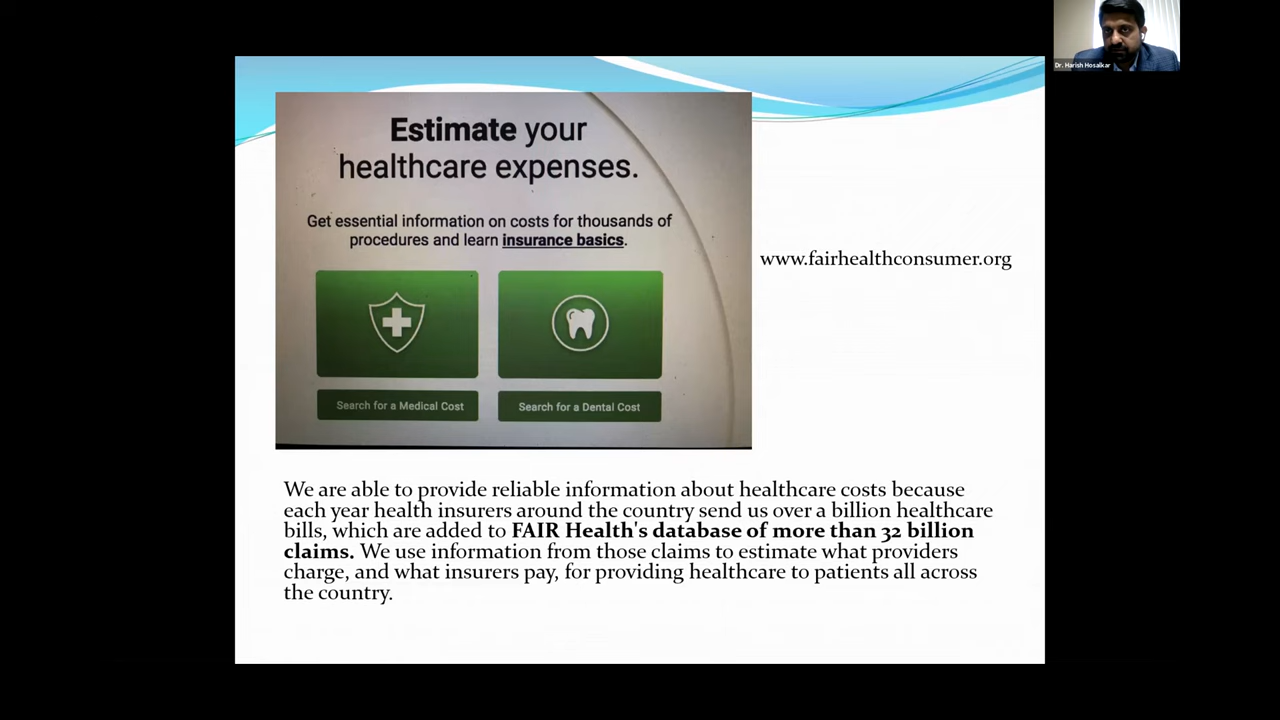 Dr. Harish Hosalkar
Estimate your
healthcare expenses.
Get essential information on costs for thousands of
procedures and learn insurance basics.
Search for a Medical Cost
Search for a Dental Cost
www.fairhealthconsumer.org
We are able to provide reliable information about healthcare costs because
each year health insurers around the country send us over a billion healthcare
bills, which are added to FAIR Health's database of more than 32 billion
claims. We use information from those claims to estimate what providers
charge, and what insurers pay, for providing healthcare to patients all across
the country.